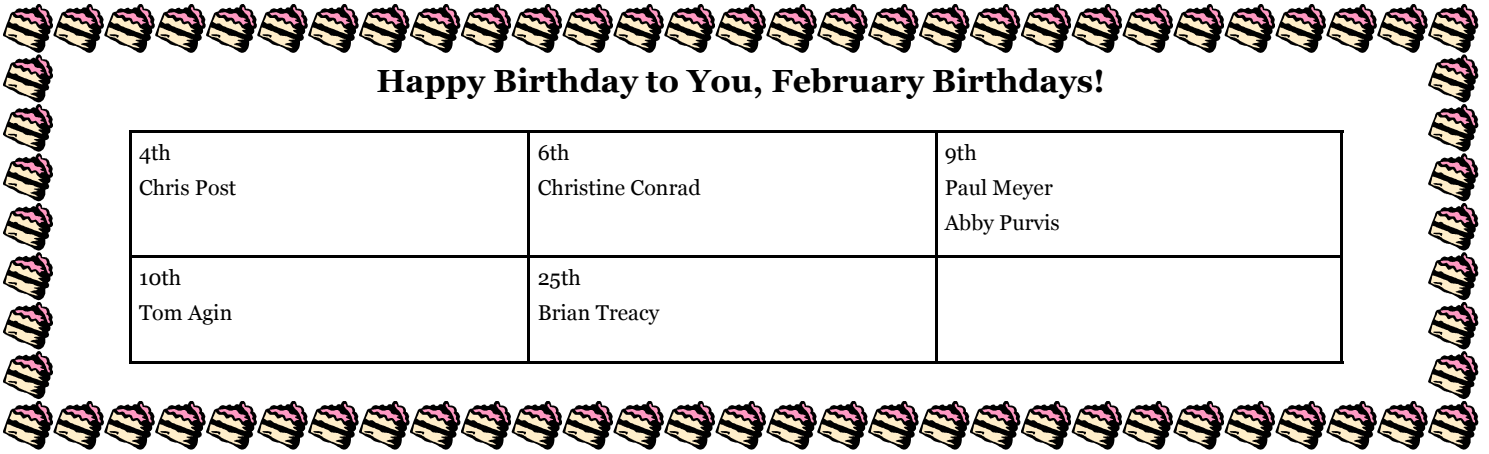 Happy Birthday to You, February Birthdays!
4th
Chris Post
6th
Christine Conrad
9th
Paul Meyer
Abby Purvis
10th
Tom Agin
25th
Brian Treacy